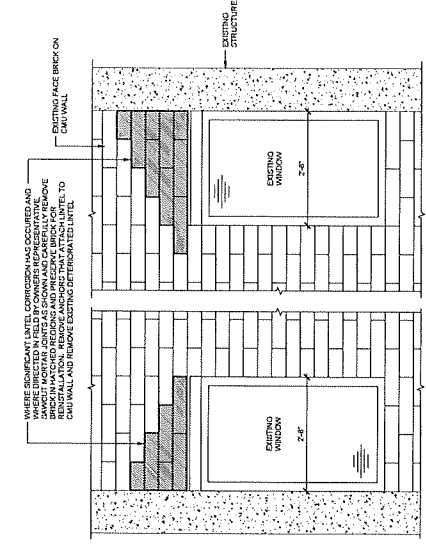 WHERE SIGNIFICANT LINTEL CORROSION HAS OCCURED AND
WHERE DIRECTED IN FIELD BY OWNERS REPRESENTATIVE,
SAWCUT MORTAR JOINTS AS SHOWN AND CAREFULLY REMOVE
BRICK IN HATCHED REGIONS AND PRESERVE BRICK FOR
REINSTALLATION. REMOVE ANCHORS THAT ATTACH LINTEL TO
CMU WALL AND REMOVE EXISTING DETERIORATED LINTEL
EXISTING FACE BRICK ON
CMU WALL
EXISTING
STRUCTURE
EXISTING
WINDOW
2'-6"
EXISTING
WINDOW
2'-6"